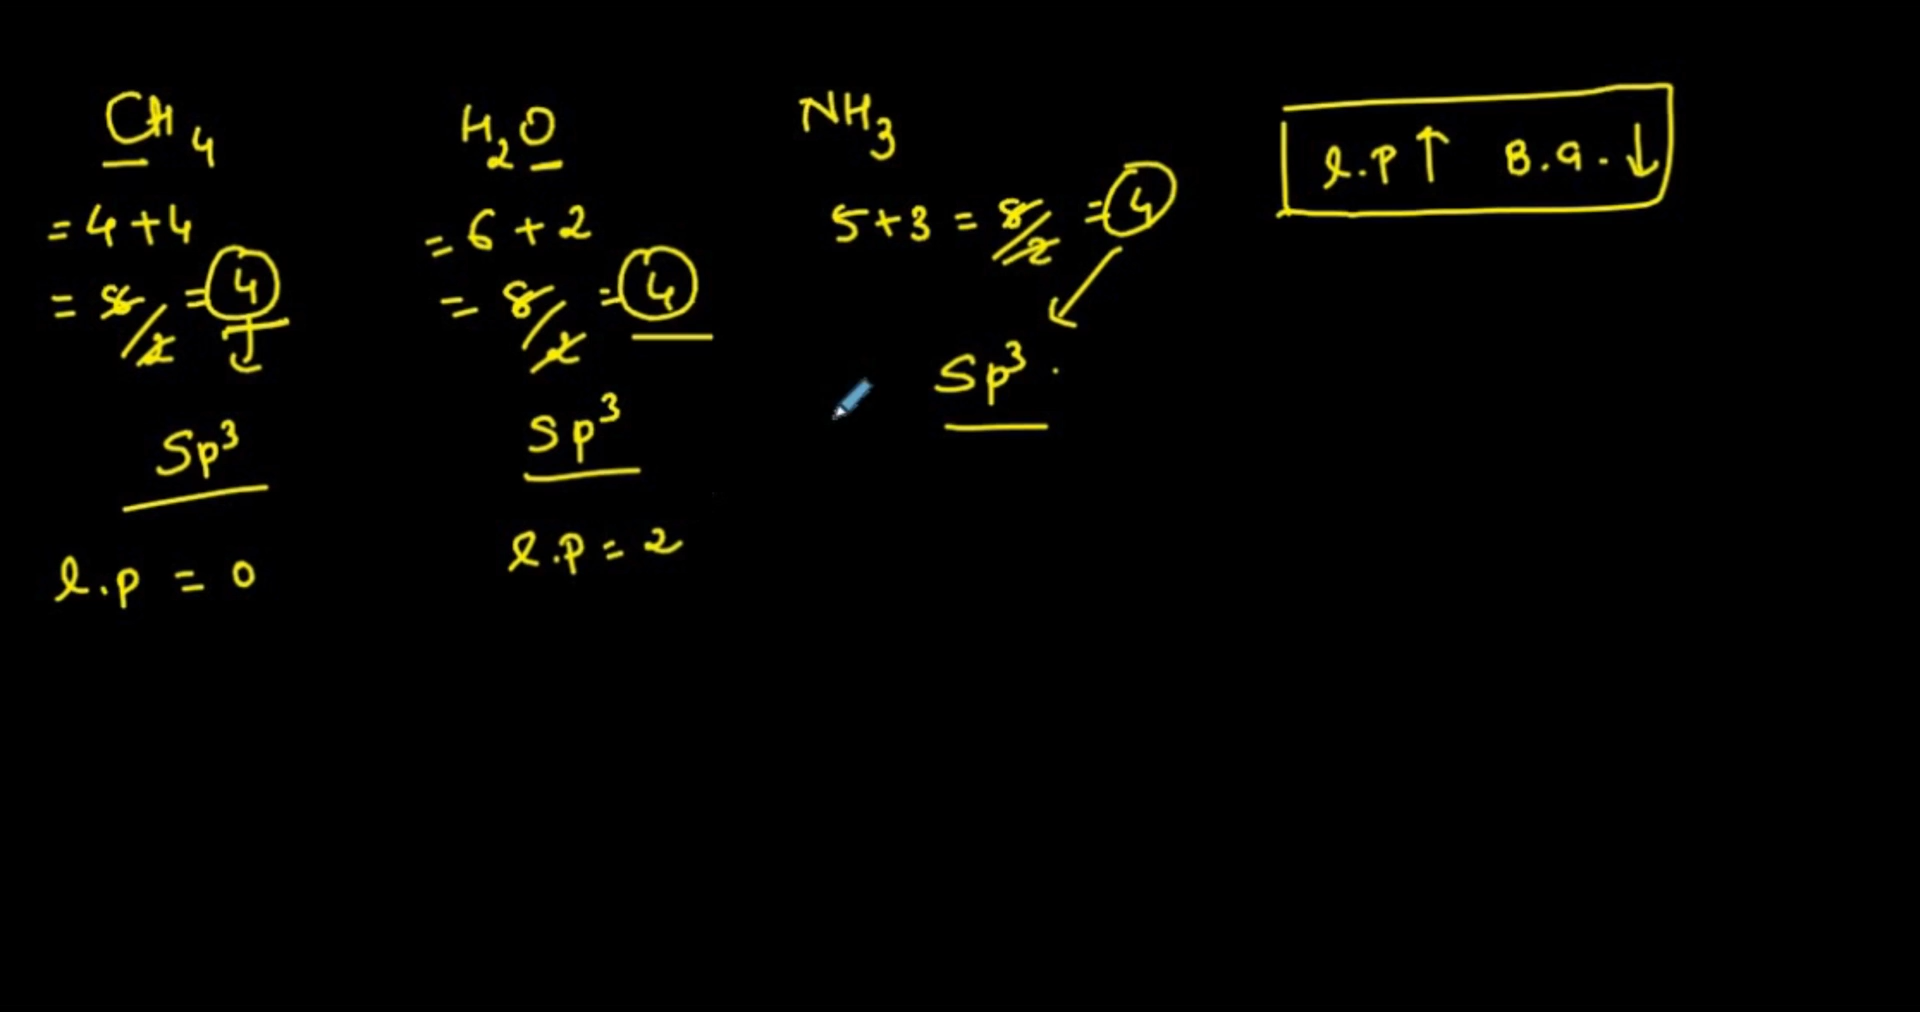 CH4
= 4+4
= 8/2 = 4
Sp³
l.p = 0
H2O
= 6 + 2
= 8/2 = 4
Sp³
l.p = 2
NH3
5+3 = 8/2 = 4
Sp³.
l.p ↑ B.a. ↓